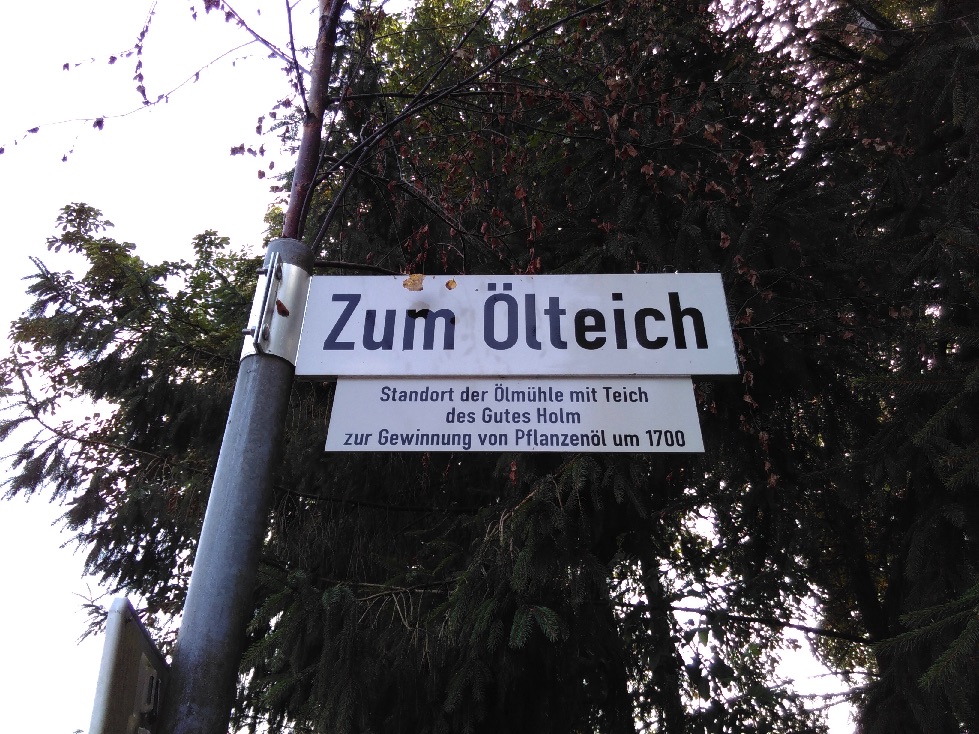 Zum Ölteich
Standort der Ölmühle mit Teich
des Gutes Holm
zur Gewinnung von Pflanzenöl um 1700